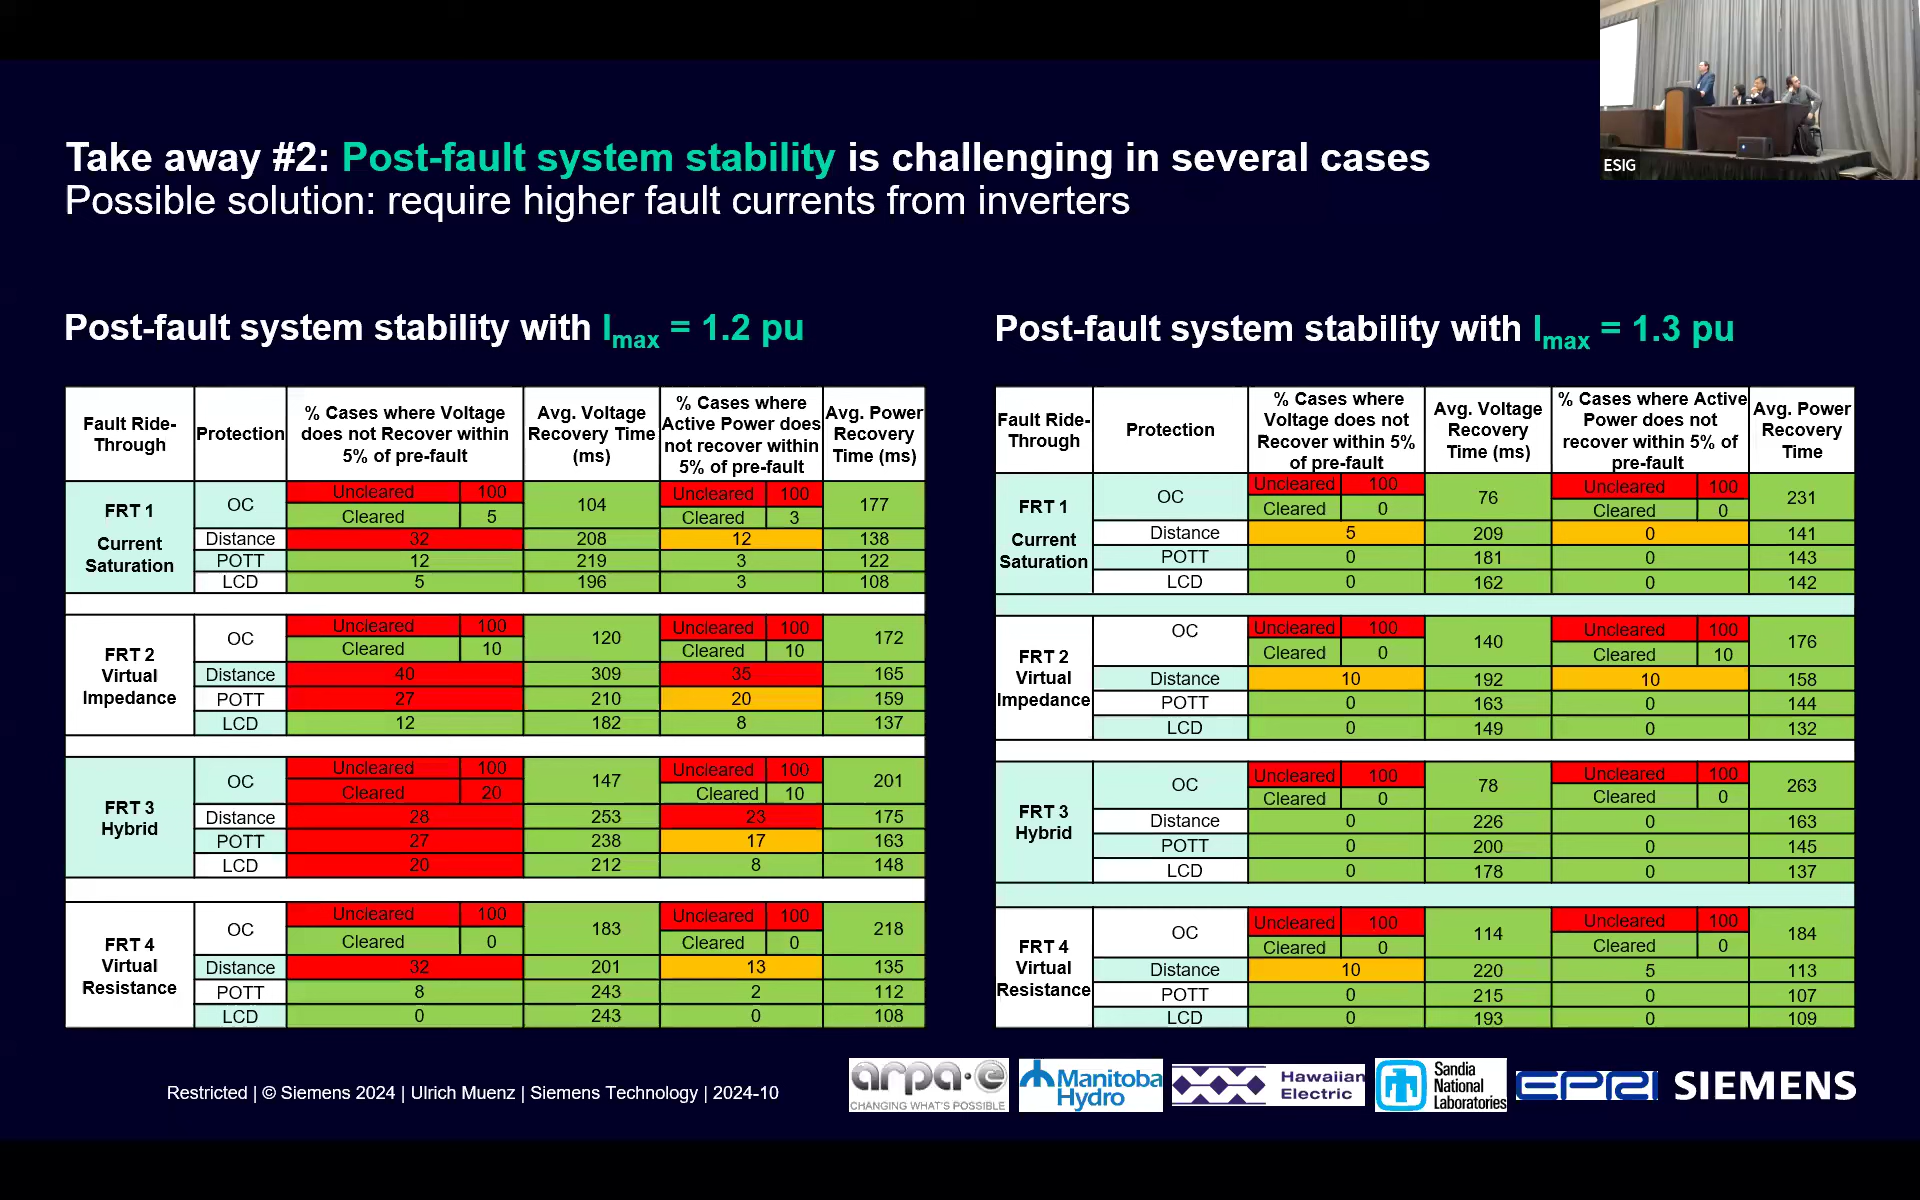 ESIG
Take away #2: Post-fault system stability is challenging in several cases
Possible solution: require higher fault currents from inverters
Post-fault system stability with Imax = 1.2 pu
Fault Ride-Through | Protection | % Cases where Voltage does not Recover within 5% of pre-fault | Avg. Voltage Recovery Time (ms) | % Cases where Active Power does not recover within 5% of pre-fault | Avg. Power Recovery Time (ms)
FRT 1 Current Saturation
OC | Uncleared 100 | Cleared 5 | 104 | Uncleared 100 | Cleared 3 | 177
Distance | 32 | 208 | 12 | 138
POTT | 12 | 219 | 3 | 122
LCD | 5 | 196 | 3 | 108
FRT 2 Virtual Impedance
OC | Uncleared 100 | Cleared 10 | 120 | Uncleared 100 | Cleared 10 | 172
Distance | 40 | 309 | 35 | 165
POTT | 27 | 210 | 20 | 159
LCD | 12 | 182 | 8 | 137
FRT 3 Hybrid
OC | Uncleared 100 | Cleared 20 | 147 | Uncleared 100 | Cleared 10 | 201
Distance | 28 | 253 | 23 | 175
POTT | 27 | 238 | 17 | 163
LCD | 20 | 212 | 8 | 148
FRT 4 Virtual Resistance
OC | Uncleared 100 | Cleared 0 | 183 | Uncleared 100 | Cleared 0 | 218
Distance | 32 | 201 | 13 | 135
POTT | 8 | 243 | 2 | 112
LCD | 0 | 243 | 0 | 108
Post-fault system stability with Imax = 1.3 pu
Fault Ride-Through | Protection | % Cases where Voltage does not Recover within 5% of pre-fault | Avg. Voltage Recovery Time (ms) | % Cases where Active Power does not recover within 5% of pre-fault | Avg. Power Recovery Time
FRT 1 Current Saturation
OC | Uncleared 100 | Cleared 0 | 76 | Uncleared 100 | Cleared 0 | 231
Distance | 5 | 209 | 0 | 141
POTT | 0 | 181 | 0 | 143
LCD | 0 | 162 | 0 | 142
FRT 2 Virtual Impedance
OC | Uncleared 100 | Cleared 0 | 140 | Uncleared 100 | Cleared 10 | 176
Distance | 10 | 192 | 10 | 158
POTT | 0 | 163 | 0 | 144
LCD | 0 | 149 | 0 | 132
FRT 3 Hybrid
OC | Uncleared 100 | Cleared 0 | 78 | Uncleared 100 | Cleared 0 | 263
Distance | 0 | 226 | 0 | 163
POTT | 0 | 200 | 0 | 145
LCD | 0 | 178 | 0 | 137
FRT 4 Virtual Resistance
OC | Uncleared 100 | Cleared 0 | 114 | Uncleared 100 | Cleared 0 | 184
Distance | 10 | 220 | 5 | 113
POTT | 0 | 215 | 0 | 107
LCD | 0 | 193 | 0 | 109
Restricted | © Siemens 2024 | Ulrich Muenz | Siemens Technology | 2024-10
arpa·e
CHANGING WHAT'S POSSIBLE
Manitoba Hydro
Hawaiian Electric
Sandia National Laboratories
EPRI
SIEMENS